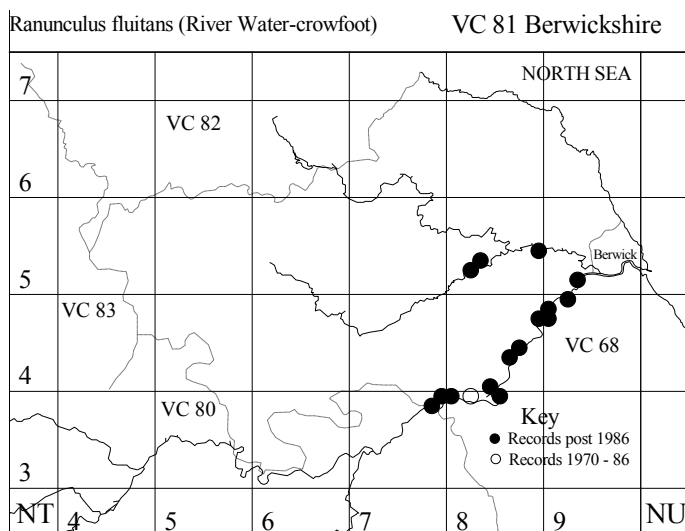 Ranunculus fluitans (River Water-crowfoot)
VC 81 Berwickshire
NORTH SEA
7
VC 82
6
Berwick
5
VC 83
VC 68
4
VC 80
Key
Records post 1986
Records 1970 - 86
3
NT 4 5 6 7 8 9 NU